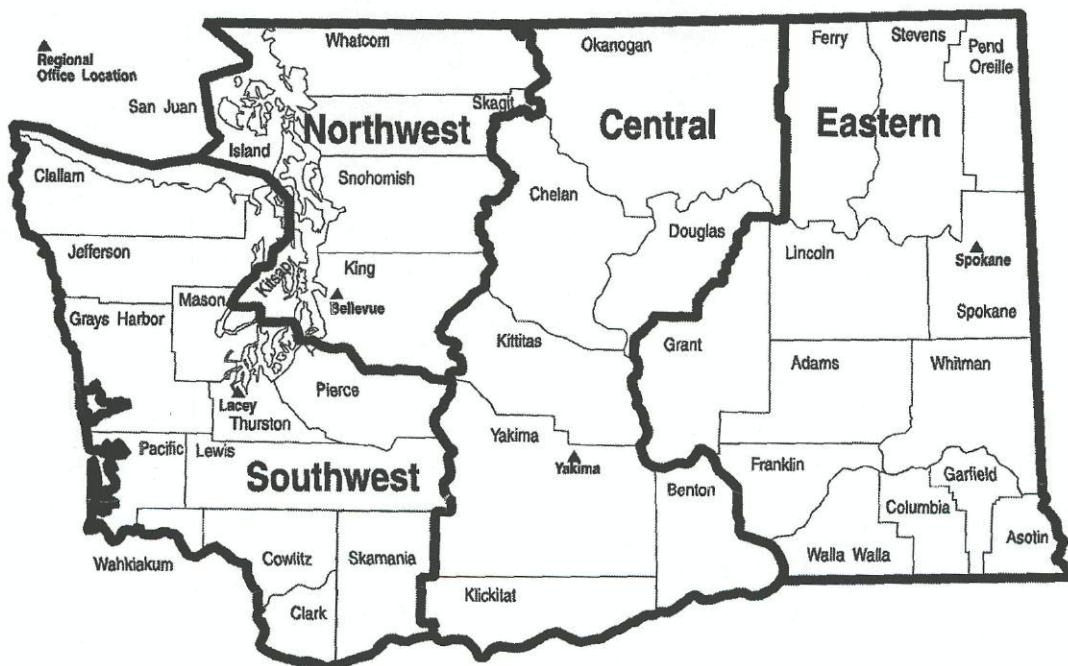 Regional
Office Location
Whatcom
Okanogan
Ferry
Stevens
Pend
Oreille
San Juan
Skagit
Northwest
Central
Eastern
Island
Clallam
Snohomish
Chelan
Douglas
Jefferson
King
Lincoln
Spokane
Kitsap
Mason
Bellevue
Grays Harbor
Spokane
Kittitas
Grant
Adams
Whitman
Pierce
Lacey
Thurston
Yakima
Pacific
Lewis
Yakima
Franklin
Garfield
Southwest
Benton
Columbia
Asotin
Wahkiakum
Cowlitz
Skamania
Walla Walla
Klickitat
Clark